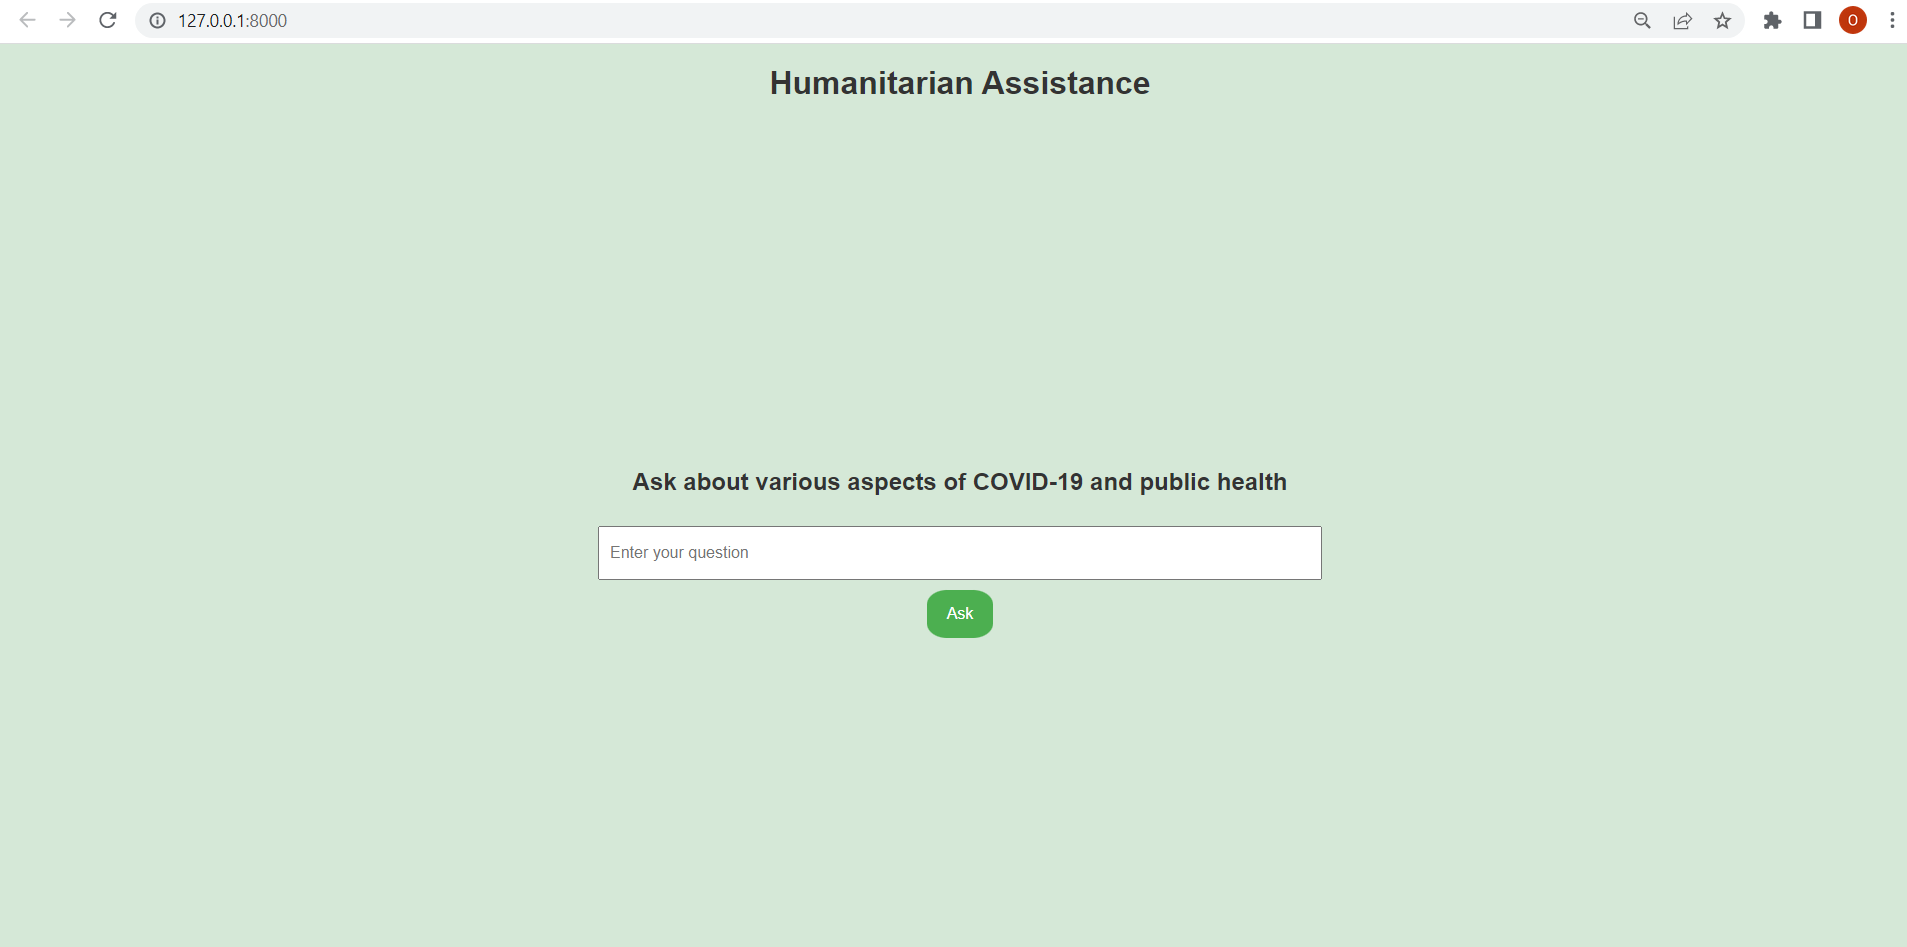 127.0.0.1:8000
O
Humanitarian Assistance
Ask about various aspects of COVID-19 and public health
Enter your question
Ask